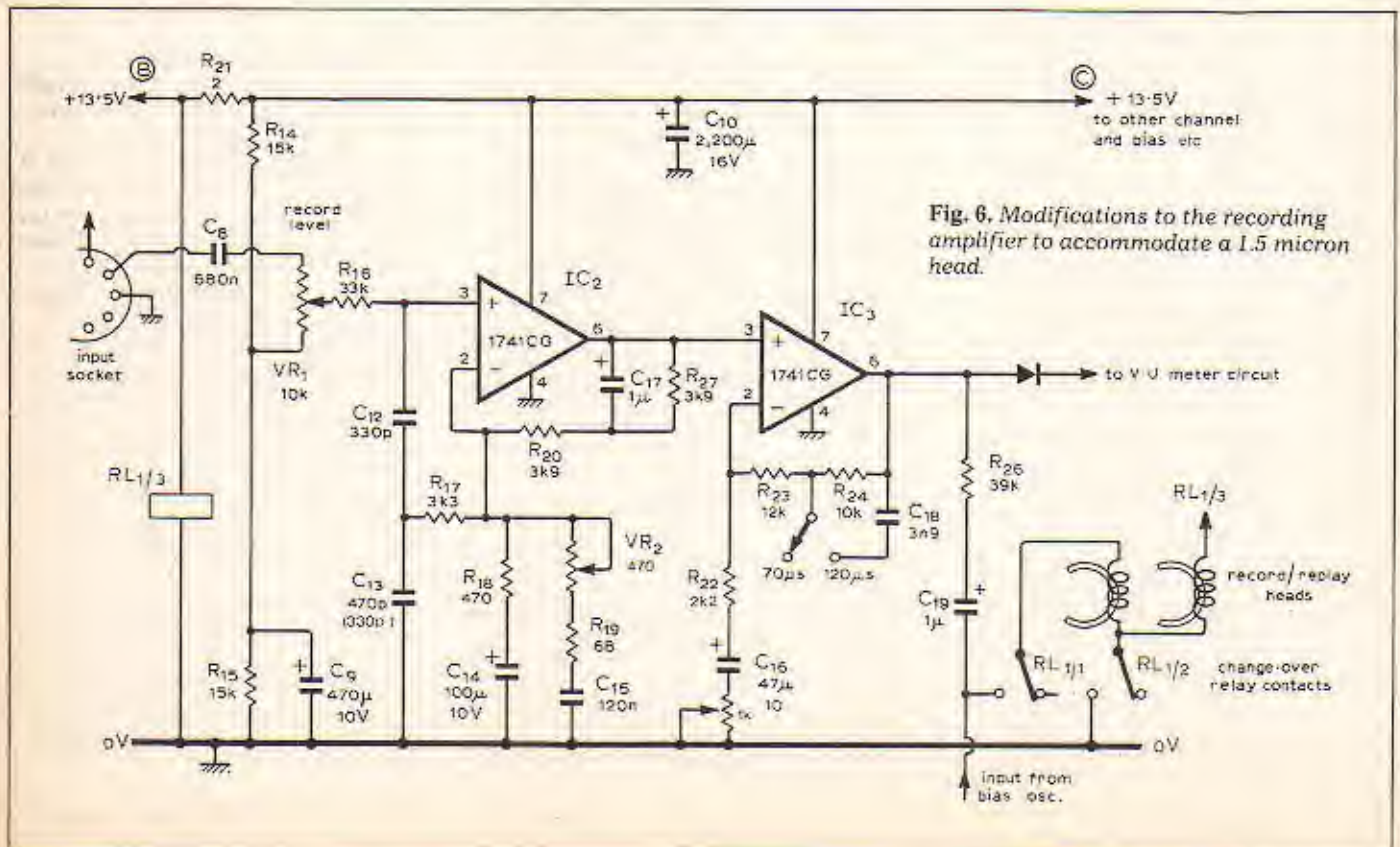 B
R21
2
+13·5V
C
+ 13·5V
to other channel
and bias etc
R14
15k
C10
2,200µ
16V
+
Fig. 6. Modifications to the recording
amplifier to accommodate a 1.5 micron
head.
record
level
680n
input
socket
VR1
10k
R16
33k
IC2
3
+
7
1741CG
6
2
−
4
C12
330p
C17
1µ
+
R27
3k9
R20
3k9
IC3
3
+
7
1741CG
6
2
−
4
to V.U. meter circuit
RL1/3
R17
3k3
C13
470p
(330p)
R18
470
VR2
470
R19
68
C14
100µ
10V
+
C15
120n
R23
12k
R24
10k
70µs
120µs
C18
3n9
R22
2k2
C16
47µ
10
+
R26
39k
C19
1µ
+
RL1/3
record/replay
heads
RL1/1
RL1/2
change-over
relay contacts
R15
15k
C9
470µ
10V
+
0V
0V
input from
bias osc.